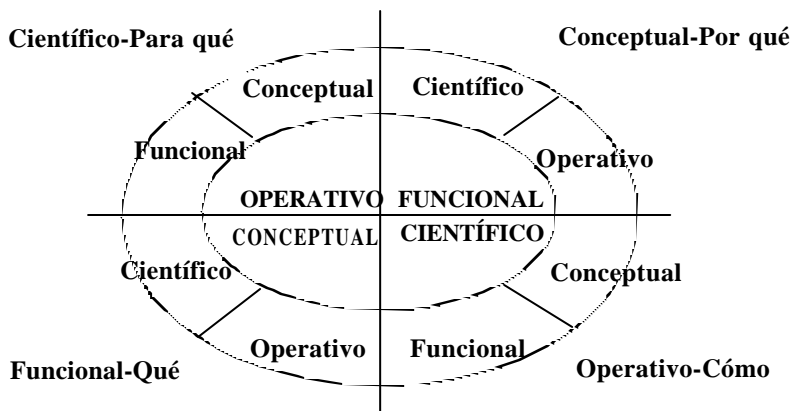 Científico-Para qué
Conceptual-Por qué
Conceptual
Científico
Funcional
Operativo
OPERATIVO FUNCIONAL
CONCEPTUAL CIENTÍFICO
Científico
Conceptual
Operativo
Funcional
Funcional-Qué
Operativo-Cómo